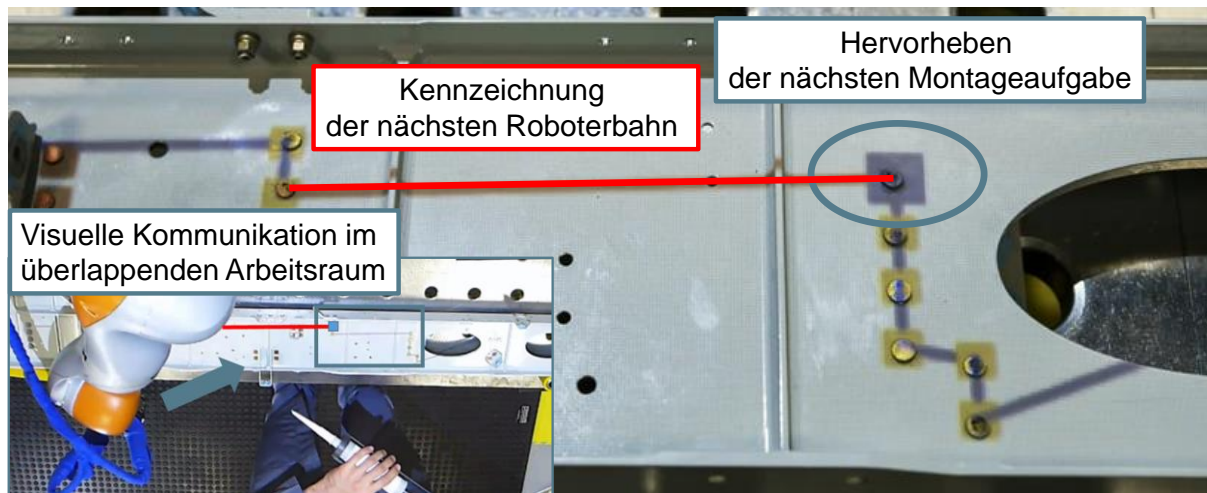 Hervorheben
der nächsten Montageaufgabe
Kennzeichnung
der nächsten Roboterbahn
Visuelle Kommunikation im
überlappenden Arbeitsraum